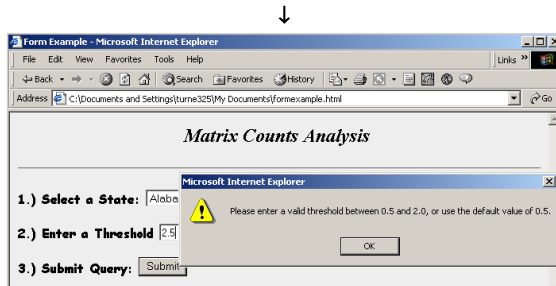 Form Example - Microsoft Internet Explorer
File Edit View Favorites Tools Help Links »
Back Search Favorites History
Address C:\Documents and Settings\turne325\My Documents\formexample.html Go
Matrix Counts Analysis
Microsoft Internet Explorer
1.) Select a State: Alaba
Please enter a valid threshold between 0.5 and 2.0, or use the default value of 0.5.
2.) Enter a Threshold 2.5
OK
3.) Submit Query: Submit